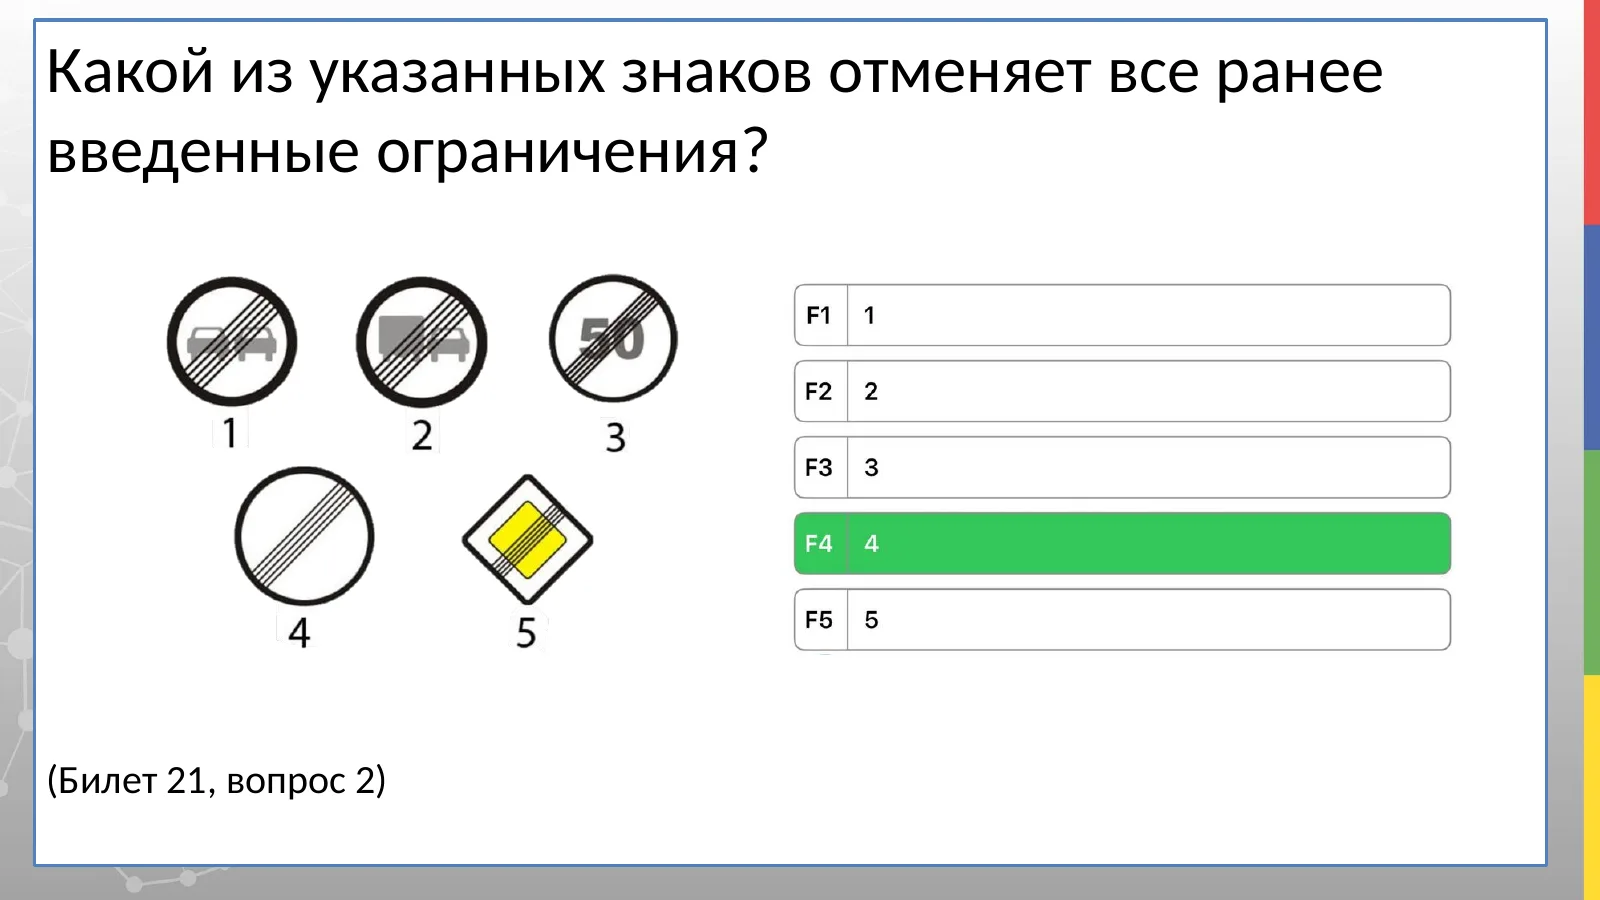 Какой из указанных знаков отменяет все ранее
введенные ограничения?
50
1
2
3
4
5
F1 1
F2 2
F3 3
F4 4
F5 5
(Билет 21, вопрос 2)